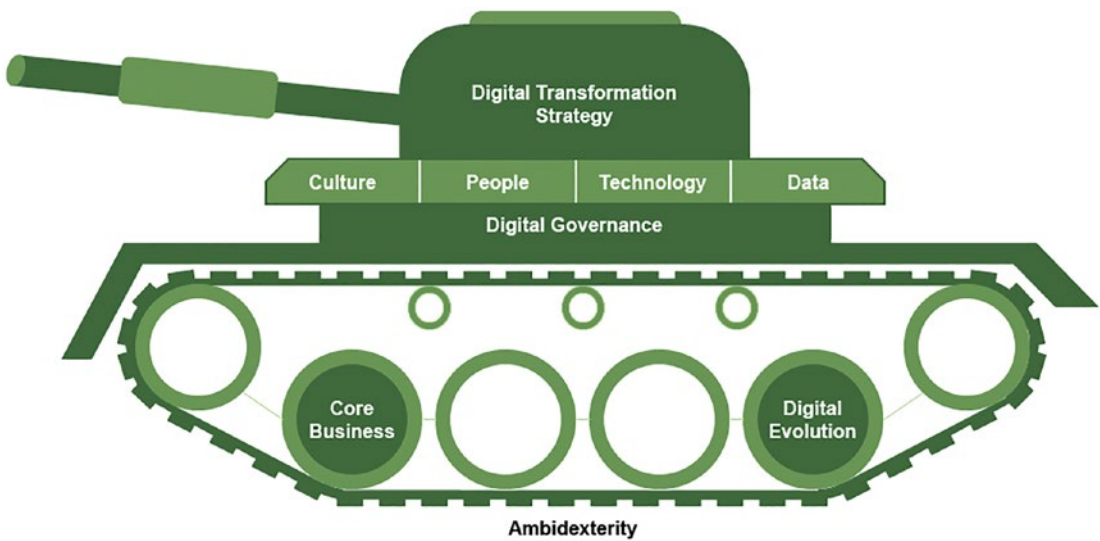 Digital Transformation
Strategy
Culture People Technology Data
Digital Governance
Core
Business
Digital
Evolution
Ambidexterity